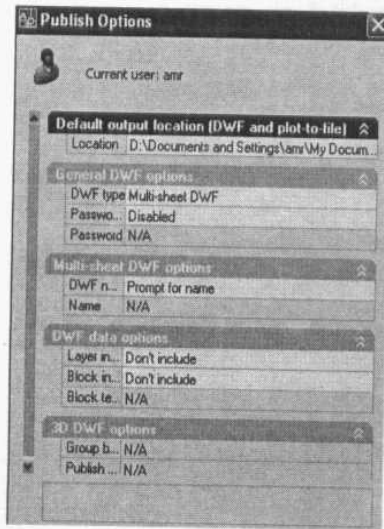 Publish Options
Current user: amr
Default output location (DWF and plot-to-file)
Location D:\Documents and Settings\amr\My Docum...
General DWF options
DWF type Multi-sheet DWF
Passwo... Disabled
Password N/A
Multi-sheet DWF options
DWF n... Prompt for name
Name N/A
DWF data options
Layer in... Don't include
Block in... Don't include
Block te... N/A
3D DWF options
Group b... N/A
Publish ... N/A